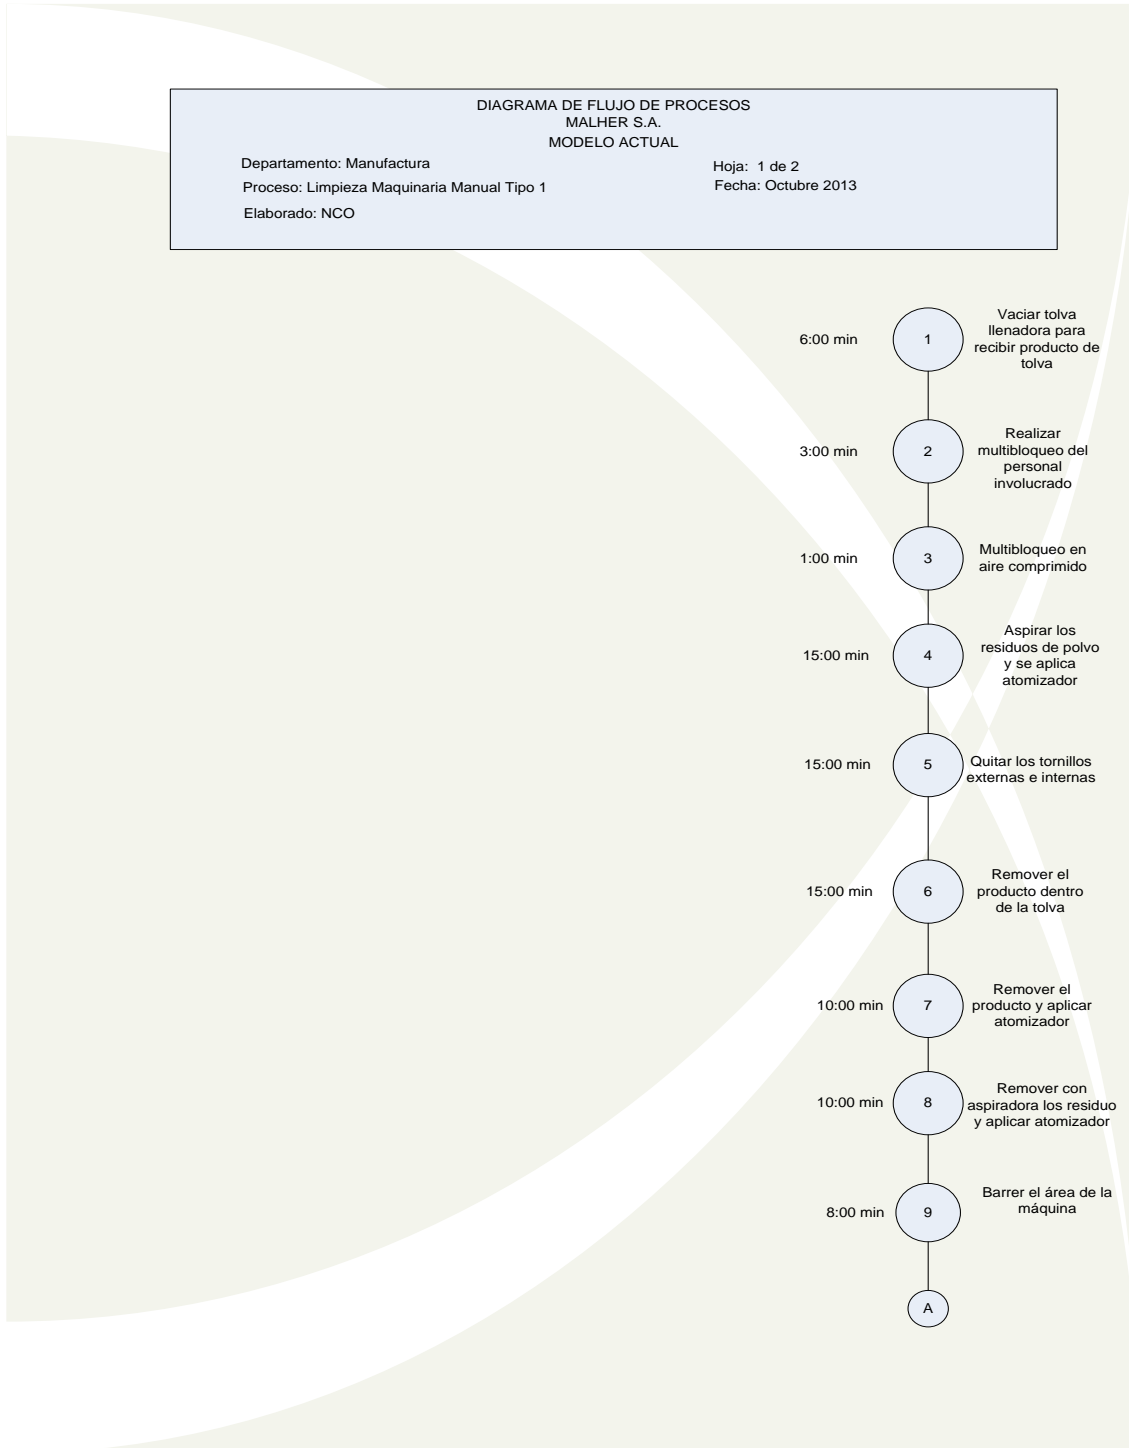 DIAGRAMA DE FLUJO DE PROCESOS
MALHER S.A.
MODELO ACTUAL
Departamento: Manufactura
Hoja: 1 de 2
Proceso: Limpieza Maquinaria Manual Tipo 1
Fecha: Octubre 2013
Elaborado: NCO
6:00 min
1
Vaciar tolva
llenadora para
recibir producto de
tolva
3:00 min
2
Realizar
multibloqueo del
personal
involucrado
1:00 min
3
Multibloqueo en
aire comprimido
15:00 min
4
Aspirar los
residuos de polvo
y se aplica
atomizador
15:00 min
5
Quitar los tornillos
externas e internas
15:00 min
6
Remover el
producto dentro
de la tolva
10:00 min
7
Remover el
producto y aplicar
atomizador
10:00 min
8
Remover con
aspiradora los residuo
y aplicar atomizador
8:00 min
9
Barrer el área de la
máquina
A